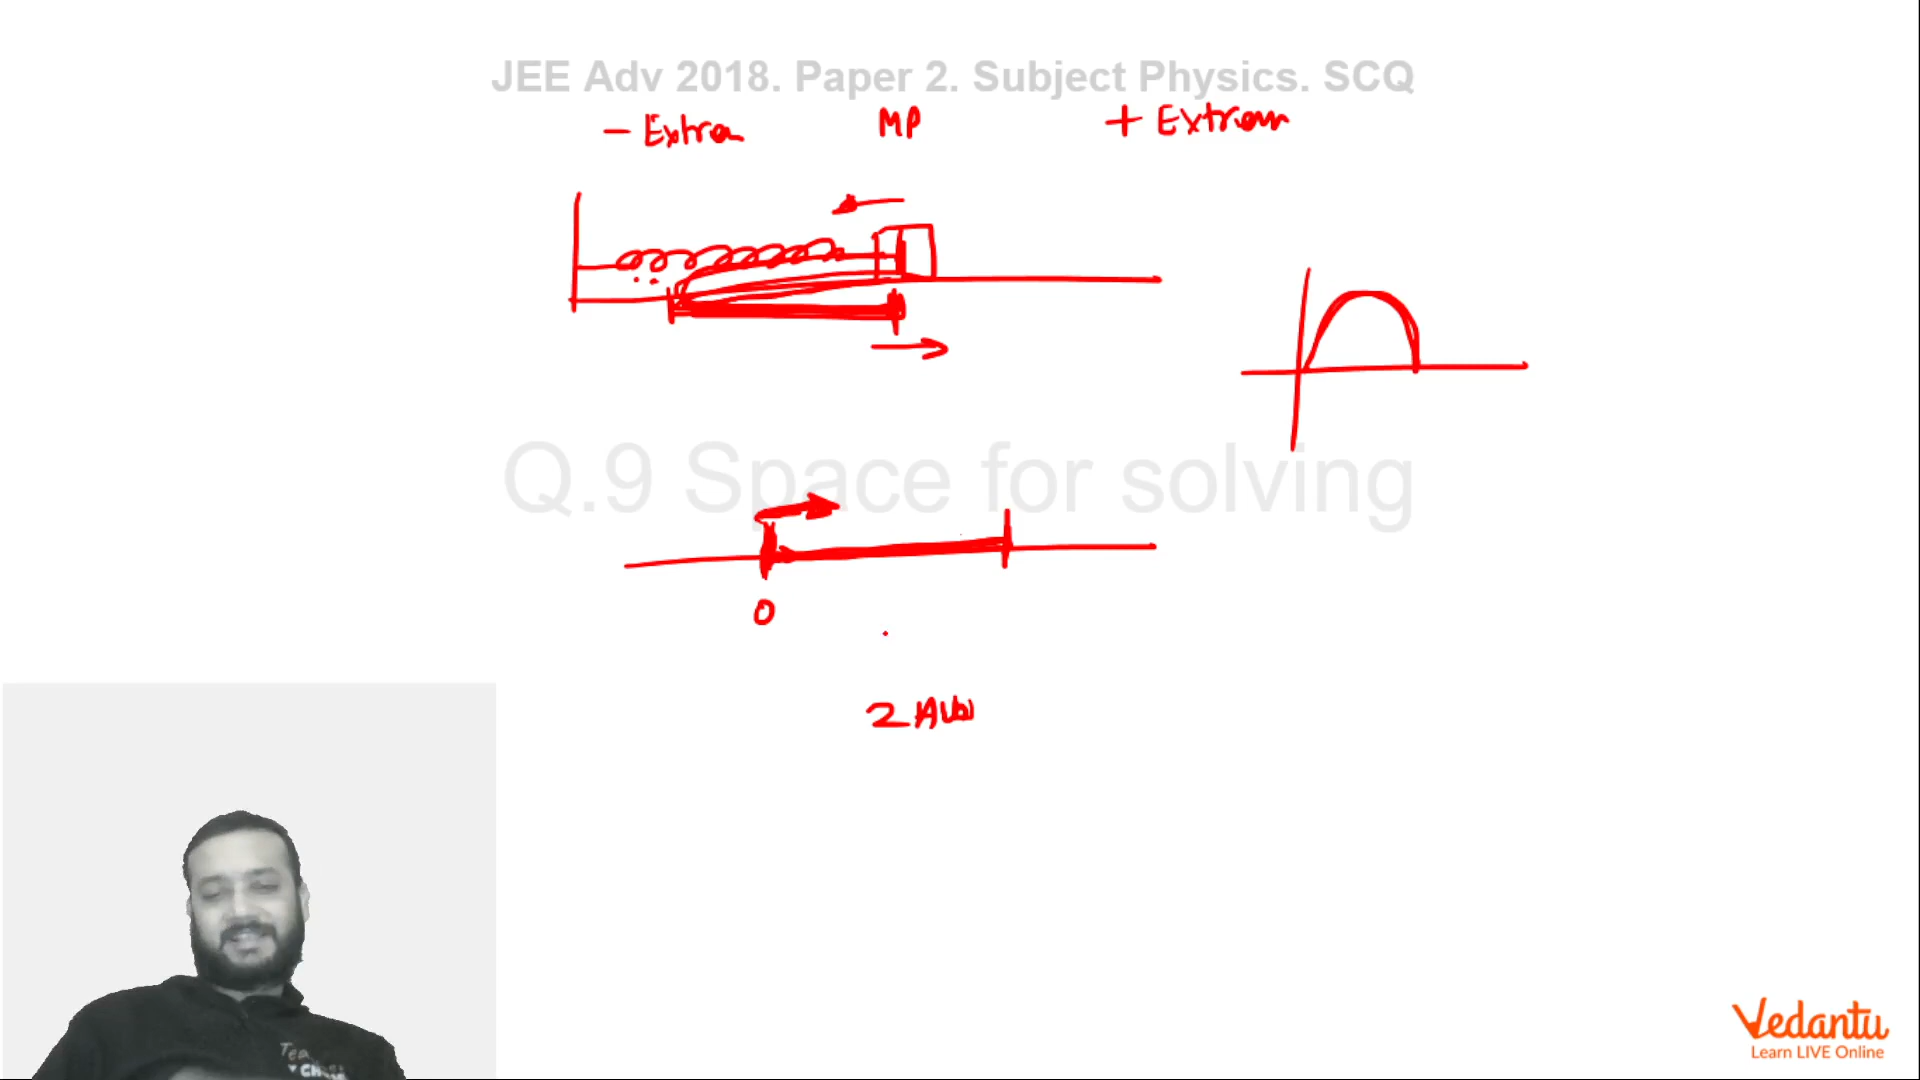 JEE Adv 2018. Paper 2. Subject Physics. SCQ
- Extra MP + Extrem
Q.9 Space for solving
0
Vedantu
Learn LIVE Online